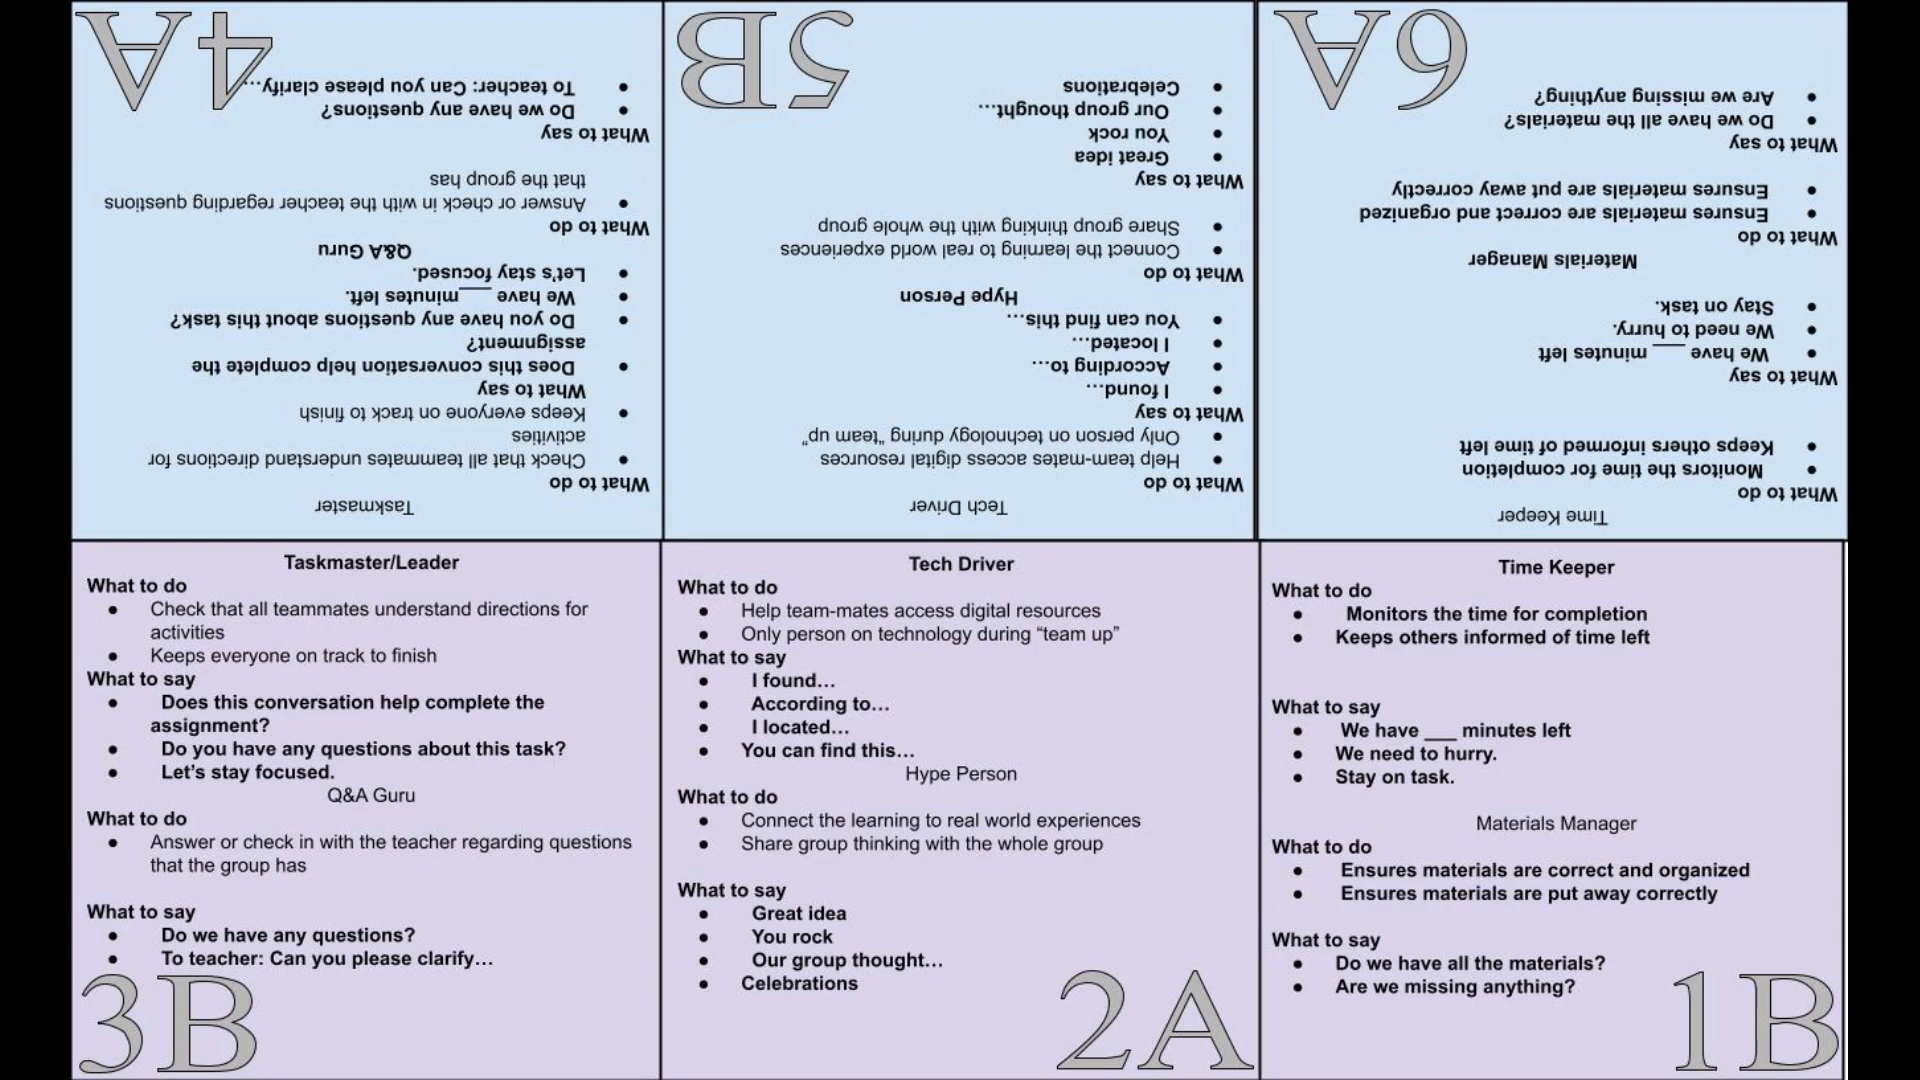 4A
Taskmaster
What to do
● Check that all teammates understand directions for
activities
● Keeps everyone on track to finish
What to say
● Does this conversation help complete the
assignment?
● Do you have any questions about this task?
● We have ___minutes left.
● Let's stay focused.
Q&A Guru
What to do
● Answer or check in with the teacher regarding questions
that the group has
What to say
● Do we have any questions?
● To teacher: Can you please clarify…
5B
Tech Driver
What to do
● Help team-mates access digital resources
● Only person on technology during “team up”
What to say
● I found…
● According to…
● I located…
● You can find this…
Hype Person
What to do
● Connect the learning to real world experiences
● Share group thinking with the whole group
What to say
● Great idea
● You rock
● Our group thought…
● Celebrations
6A
Time Keeper
What to do
● Monitors the time for completion
● Keeps others informed of time left
What to say
● We have ___ minutes left
● We need to hurry.
● Stay on task.
Materials Manager
What to do
● Ensures materials are correct and organized
● Ensures materials are put away correctly
What to say
● Do we have all the materials?
● Are we missing anything?
Taskmaster/Leader
What to do
● Check that all teammates understand directions for
activities
● Keeps everyone on track to finish
What to say
● Does this conversation help complete the
assignment?
● Do you have any questions about this task?
● Let’s stay focused.
Q&A Guru
What to do
● Answer or check in with the teacher regarding questions
that the group has
What to say
● Do we have any questions?
● To teacher: Can you please clarify…
3B
Tech Driver
What to do
● Help team-mates access digital resources
● Only person on technology during “team up”
What to say
● I found…
● According to…
● I located…
● You can find this…
Hype Person
What to do
● Connect the learning to real world experiences
● Share group thinking with the whole group
What to say
● Great idea
● You rock
● Our group thought…
● Celebrations
2A
Time Keeper
What to do
● Monitors the time for completion
● Keeps others informed of time left
What to say
● We have ___ minutes left
● We need to hurry.
● Stay on task.
Materials Manager
What to do
● Ensures materials are correct and organized
● Ensures materials are put away correctly
What to say
● Do we have all the materials?
● Are we missing anything?
1B